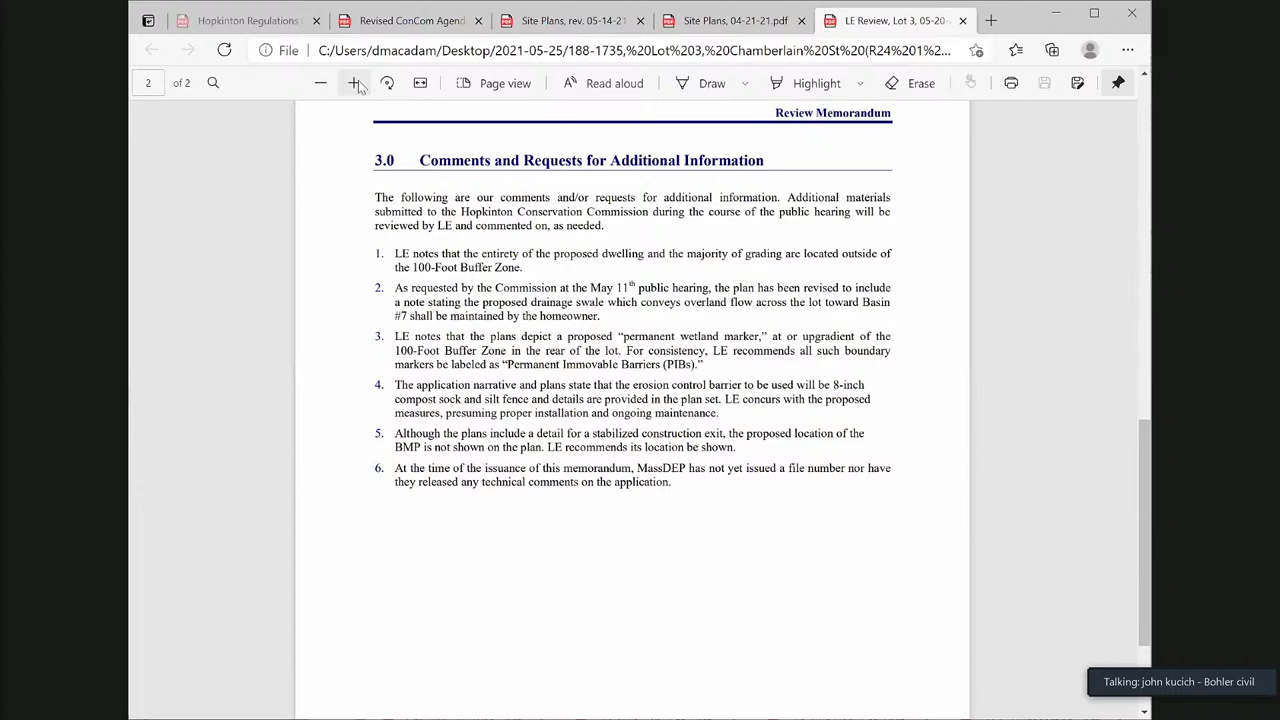 Hopkinton Regulations
Revised ConCom Agend
Site Plans, rev. 05-14-21
Site Plans, 04-21-21.pdf
LE Review, Lot 3, 05-20-
File
C:/Users/dmacadam/Desktop/2021-05-25/188-1735,%20Lot%203,%20Chamberlain%20St%20(R24%201%2...
2 of 2
Page view
Read aloud
Draw
Highlight
Erase
Review Memorandum
3.0 Comments and Requests for Additional Information
The following are our comments and/or requests for additional information. Additional materials
submitted to the Hopkinton Conservation Commission during the course of the public hearing will be
reviewed by LE and commented on, as needed.
1. LE notes that the entirety of the proposed dwelling and the majority of grading are located outside of
the 100-Foot Buffer Zone.
2. As requested by the Commission at the May 11th public hearing, the plan has been revised to include
a note stating the proposed drainage swale which conveys overland flow across the lot toward Basin
#7 shall be maintained by the homeowner.
3. LE notes that the plans depict a proposed “permanent wetland marker,” at or upgradient of the
100-Foot Buffer Zone in the rear of the lot. For consistency, LE recommends all such boundary
markers be labeled as “Permanent Immovable Barriers (PIBs).”
4. The application narrative and plans state that the erosion control barrier to be used will be 8-inch
compost sock and silt fence and details are provided in the plan set. LE concurs with the proposed
measures, presuming proper installation and ongoing maintenance.
5. Although the plans include a detail for a stabilized construction exit, the proposed location of the
BMP is not shown on the plan. LE recommends its location be shown.
6. At the time of the issuance of this memorandum, MassDEP has not yet issued a file number nor have
they released any technical comments on the application.
Talking: john kucich - Bohler civil